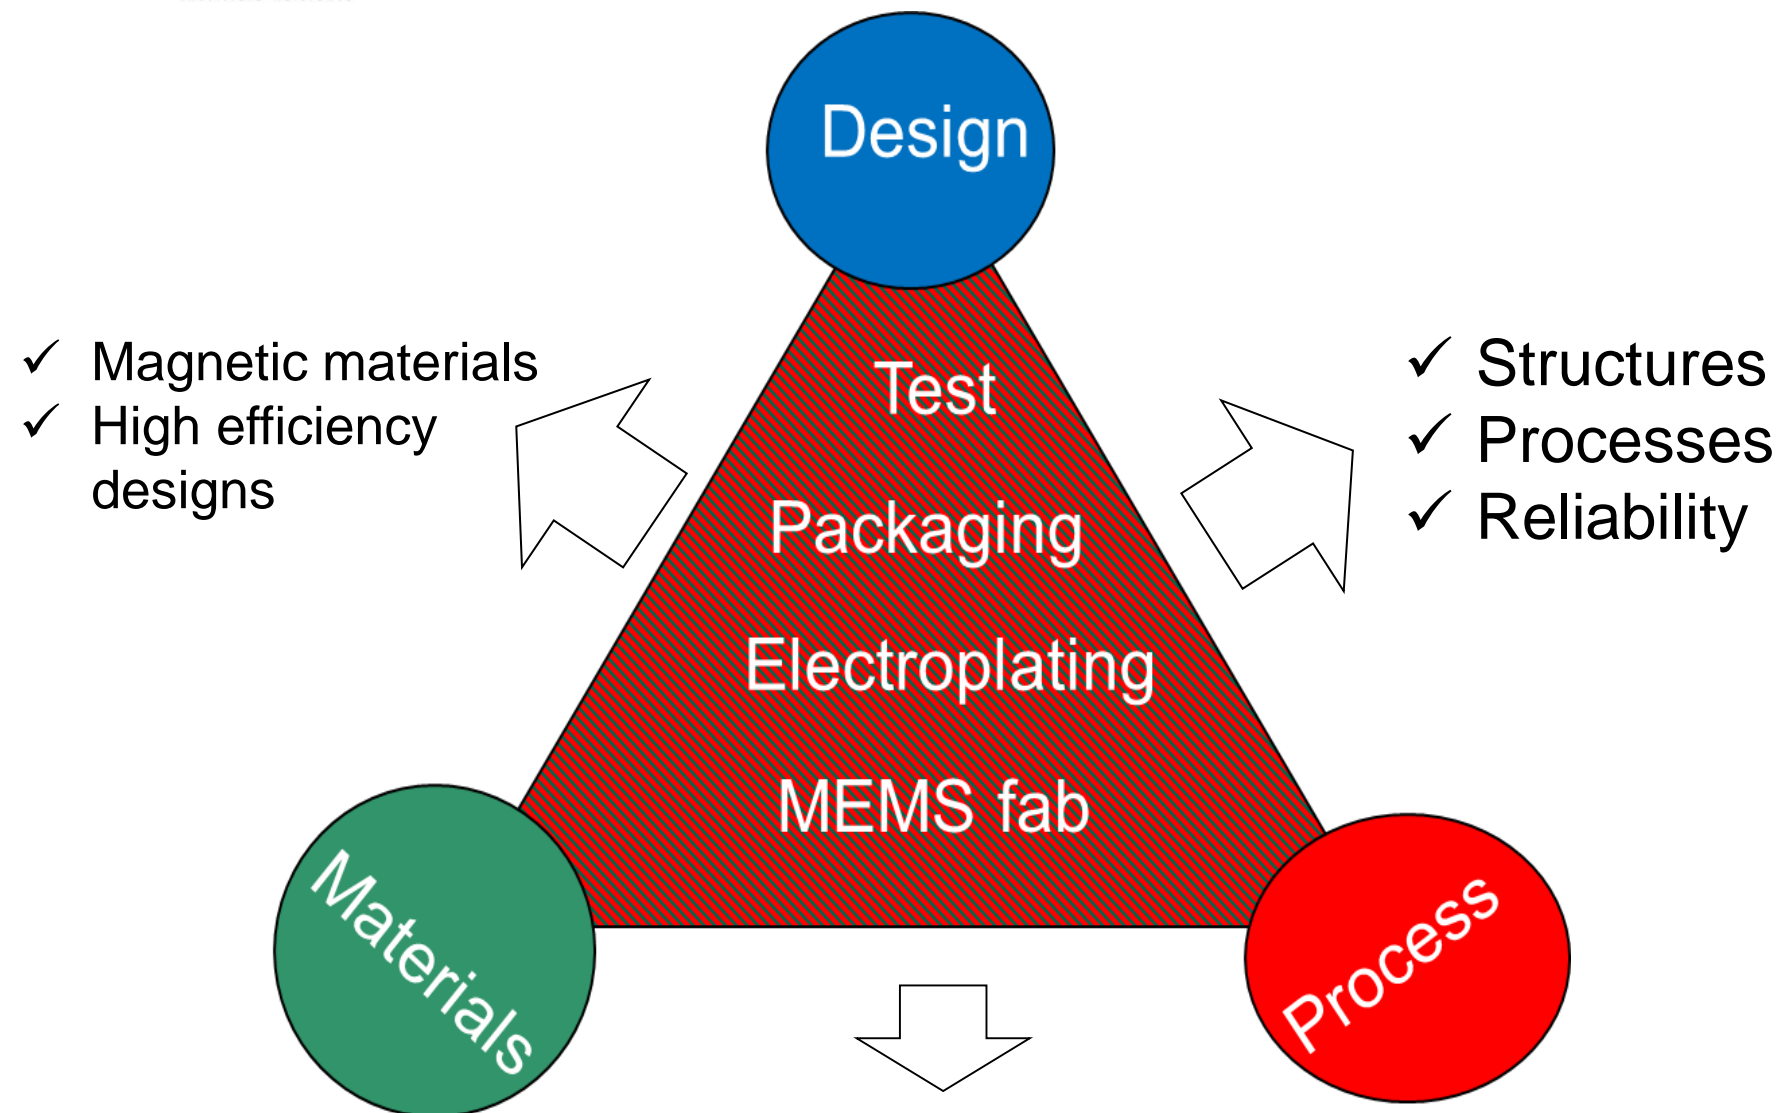 Design
✓ Magnetic materials
✓ High efficiency
designs
Test
Packaging
Electroplating
MEMS fab
✓ Structures
✓ Processes
✓ Reliability
Materials
Process